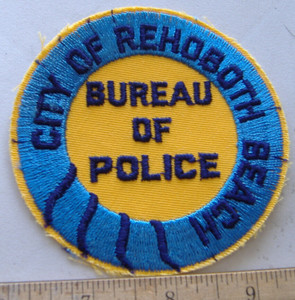 CITY OF REHOBOTH BEACH
BUREAU
OF
POLICE
7
8
9